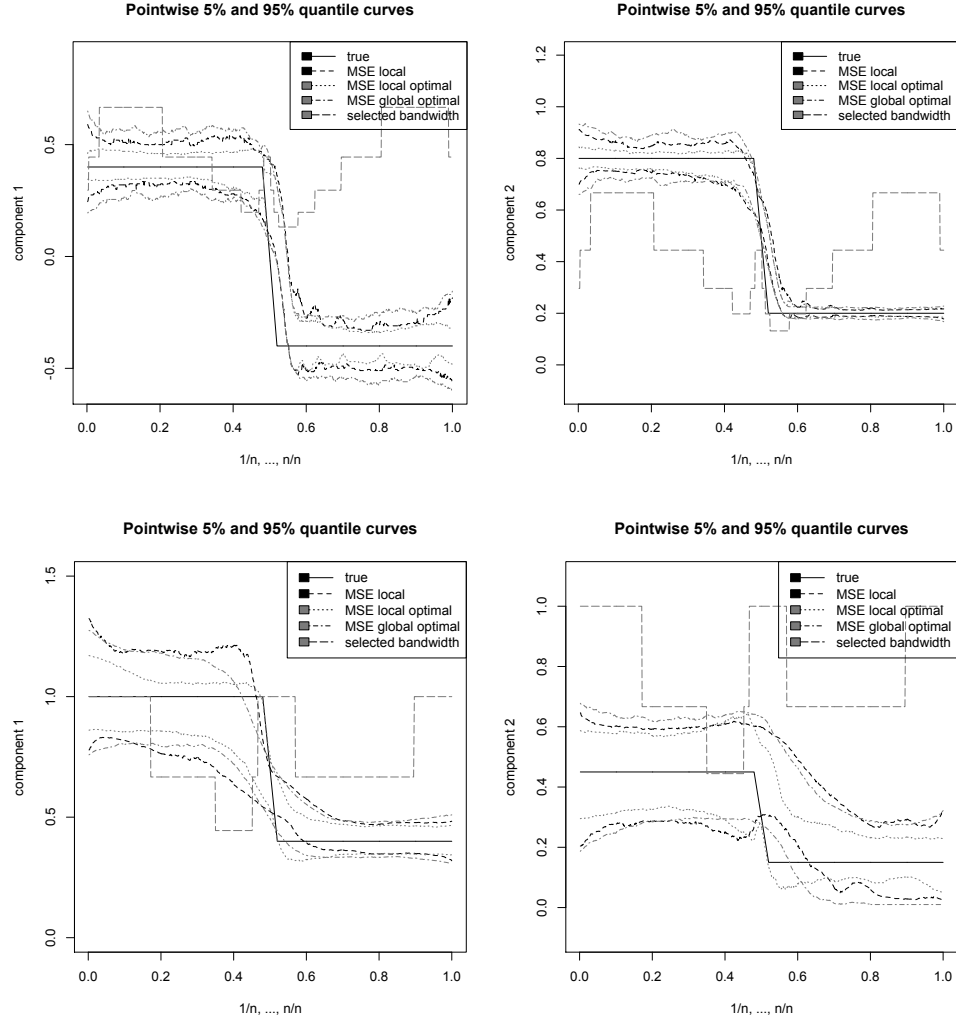 Pointwise 5% and 95% quantile curves
true
MSE local
MSE local optimal
MSE global optimal
selected bandwidth
component 1
0.5
0.0
-0.5
0.0 0.2 0.4 0.6 0.8 1.0
1/n, ..., n/n
Pointwise 5% and 95% quantile curves
true
MSE local
MSE local optimal
MSE global optimal
selected bandwidth
component 2
1.2
1.0
0.8
0.6
0.4
0.2
0.0
0.0 0.2 0.4 0.6 0.8 1.0
1/n, ..., n/n
Pointwise 5% and 95% quantile curves
true
MSE local
MSE local optimal
MSE global optimal
selected bandwidth
component 1
1.5
1.0
0.5
0.0
0.0 0.2 0.4 0.6 0.8 1.0
1/n, ..., n/n
Pointwise 5% and 95% quantile curves
true
MSE local
MSE local optimal
MSE global optimal
selected bandwidth
component 2
1.0
0.8
0.6
0.4
0.2
0.0
0.0 0.2 0.4 0.6 0.8 1.0
1/n, ..., n/n